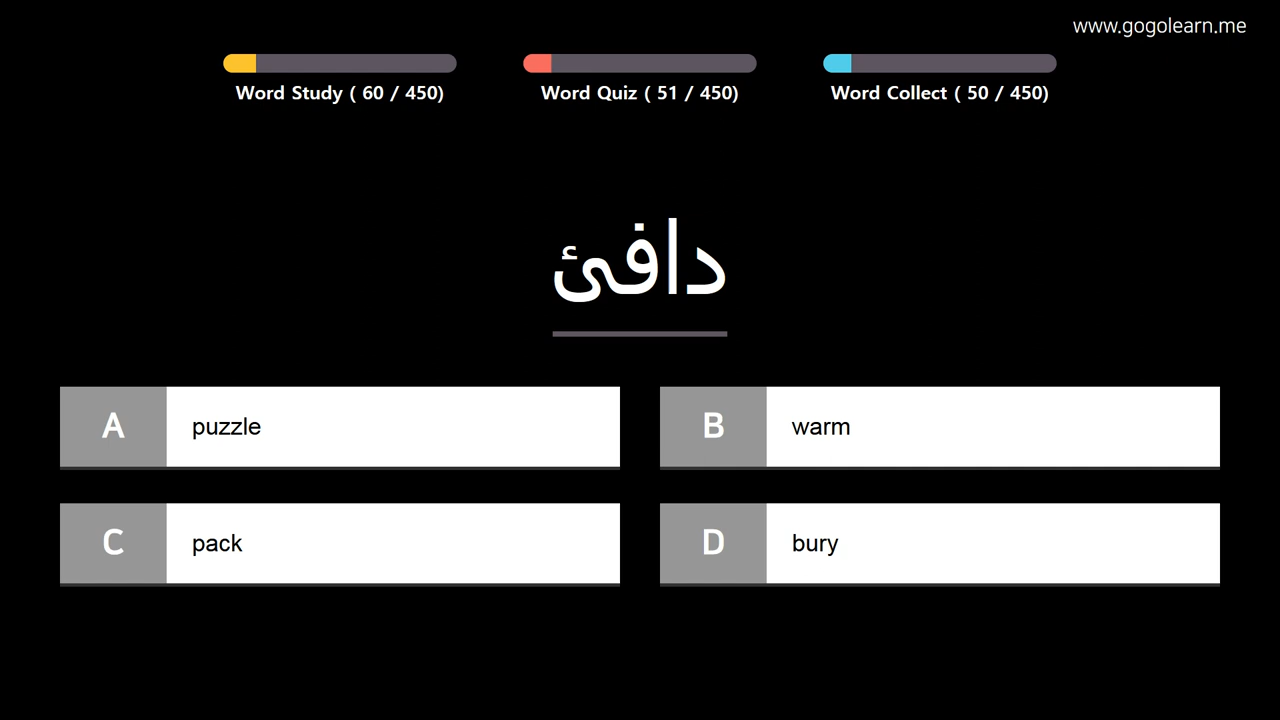 www.gogolearn.me
Word Study ( 60 / 450)
Word Quiz ( 51 / 450)
Word Collect ( 50 / 450)
دافئ
A puzzle
B warm
C pack
D bury